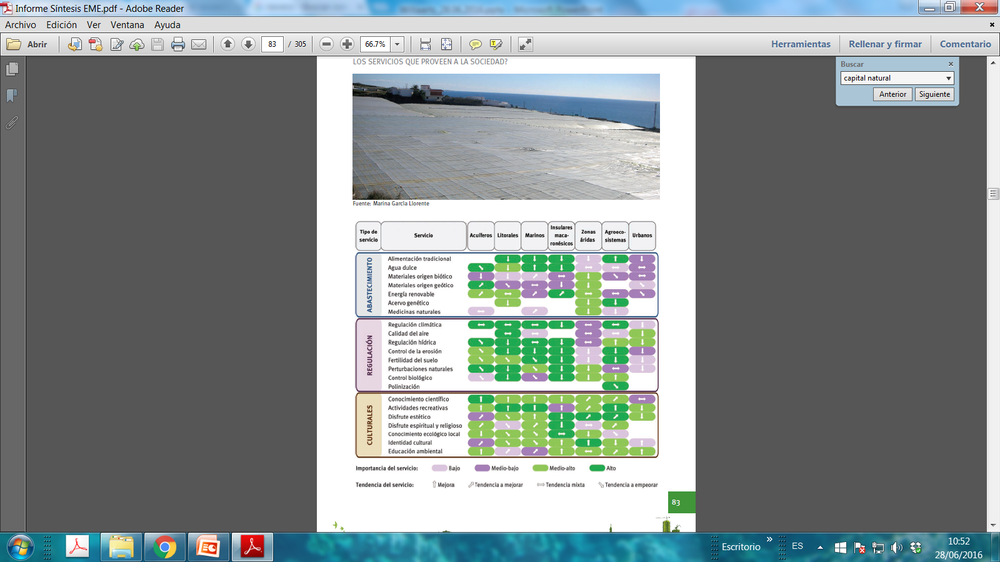 Informe Síntesis EME.pdf - Adobe Reader
Archivo Edición Ver Ventana Ayuda
Abrir 83 / 305 66.7% Herramientas Rellenar y firmar Comentario
Buscar
capital natural
Anterior Siguiente
LOS SERVICIOS QUE PROVEEN A LA SOCIEDAD?
Fuente: Marina García Llorente
Tipo de servicio Servicio Acuíferos Litorales Marinos Insulares maca-ronésicos Zonas áridas Agroeco-sistemas Urbanos
ABASTECIMIENTO
Alimentación tradicional
Agua dulce
Materiales origen biótico
Materiales origen geótico
Energía renovable
Acervo genético
Medicinas naturales
REGULACIÓN
Regulación climática
Calidad del aire
Regulación hídrica
Control de la erosión
Fertilidad del suelo
Perturbaciones naturales
Control biológico
Polinización
CULTURALES
Conocimiento científico
Actividades recreativas
Disfrute estético
Disfrute espiritual y religioso
Conocimiento ecológico local
Identidad cultural
Educación ambiental
Importancia del servicio: Bajo Medio-bajo Medio-alto Alto
Tendencia del servicio: Mejora Tendencia a mejorar Tendencia mixta Tendencia a empeorar
83
Escritorio » ES 10:52
28/06/2016